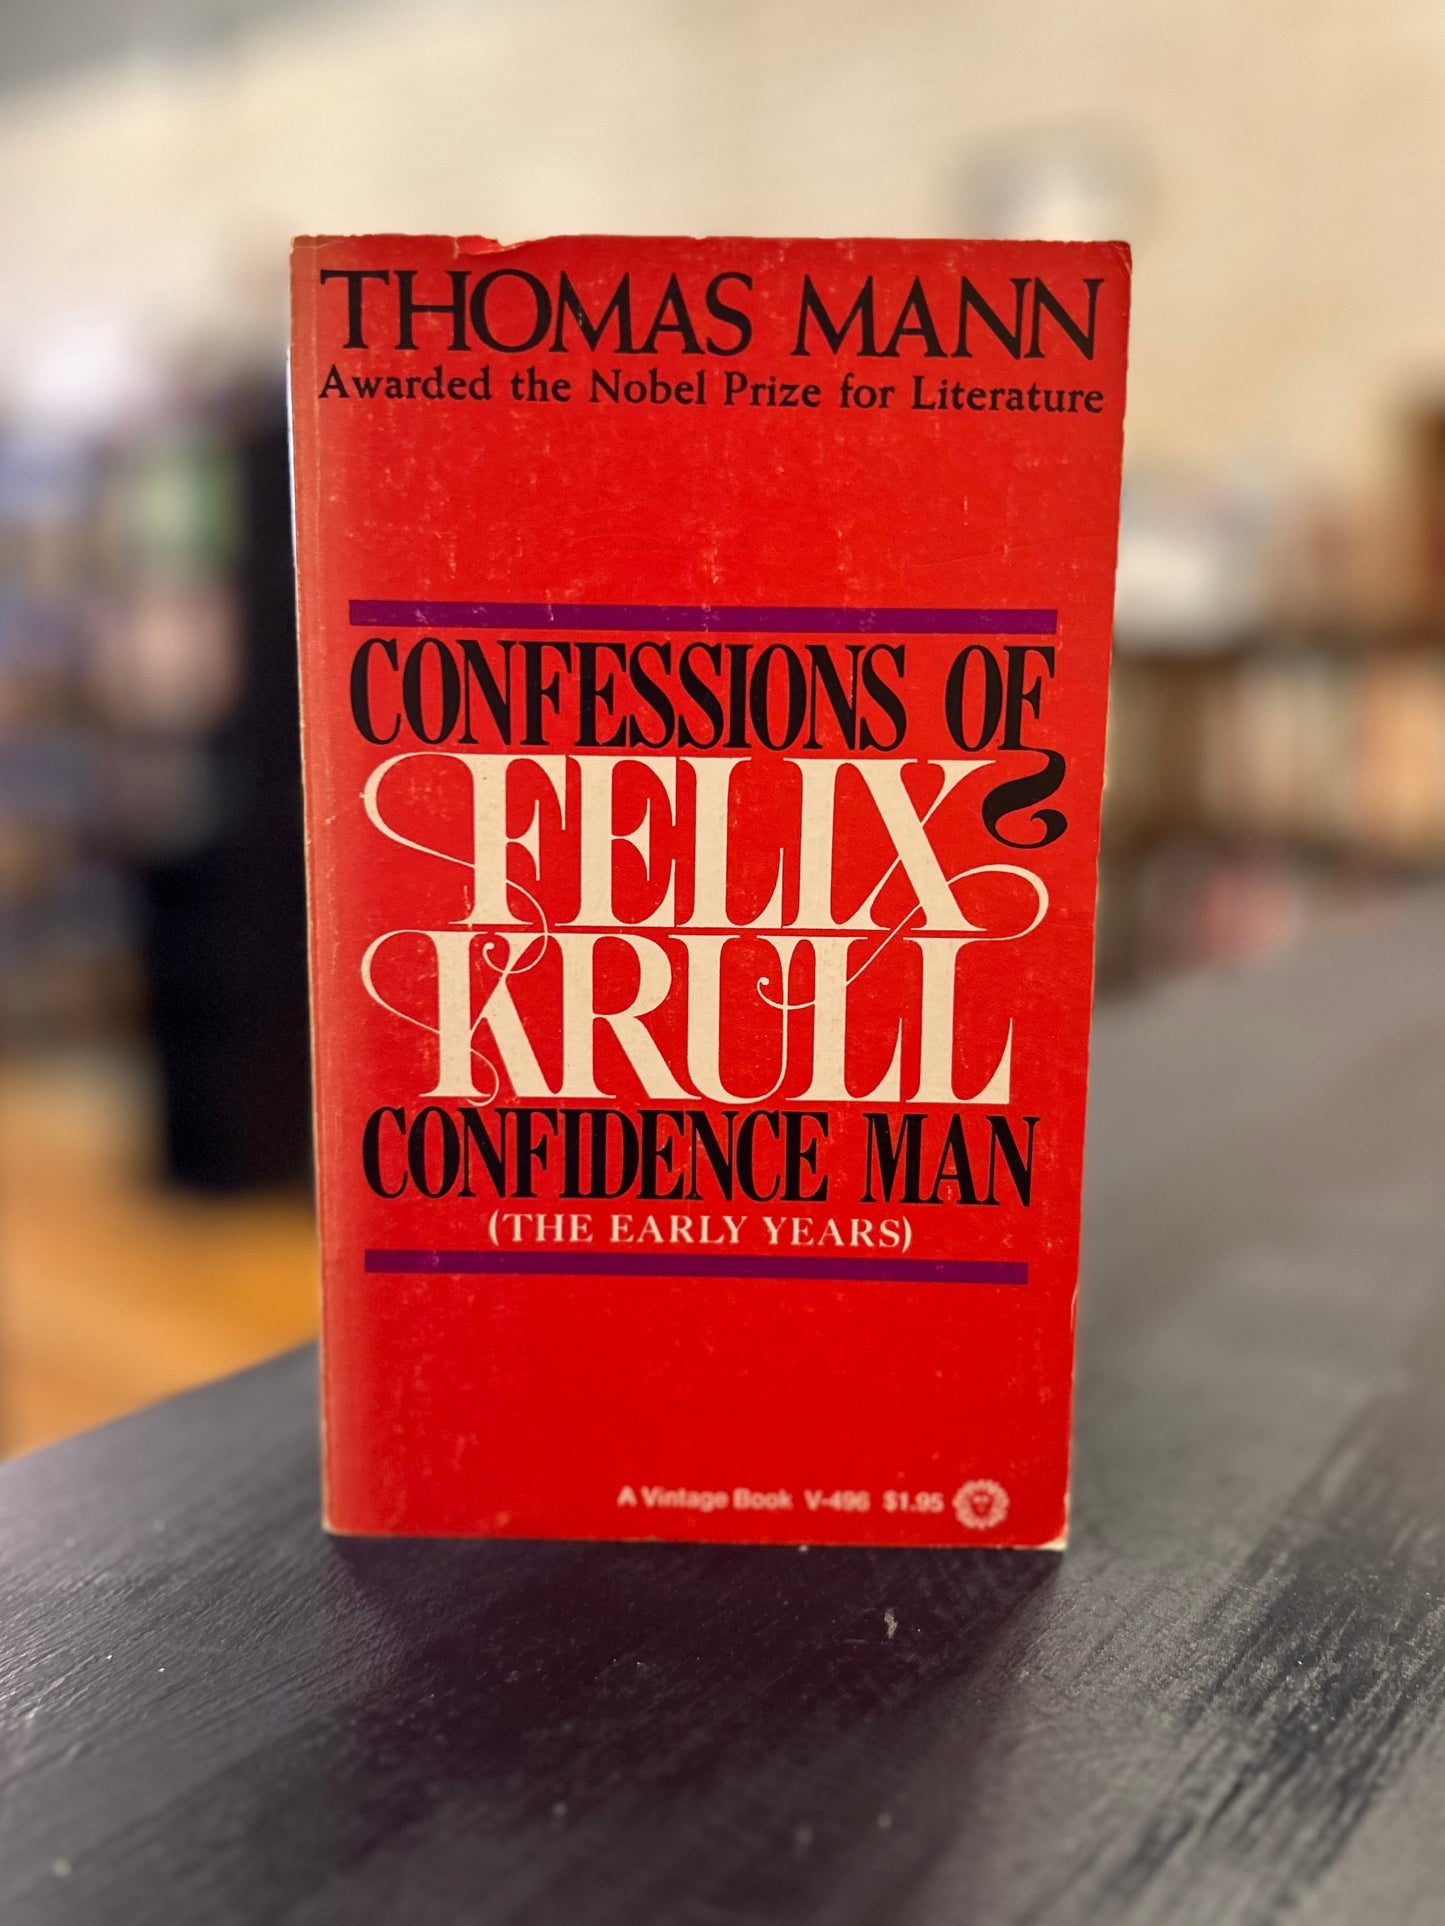 THOMAS MANN
Awarded the Nobel Prize for Literature
CONFESSIONS OF
FELIX
KRULL
CONFIDENCE MAN
(THE EARLY YEARS)
A Vintage Book V-496 $1.95